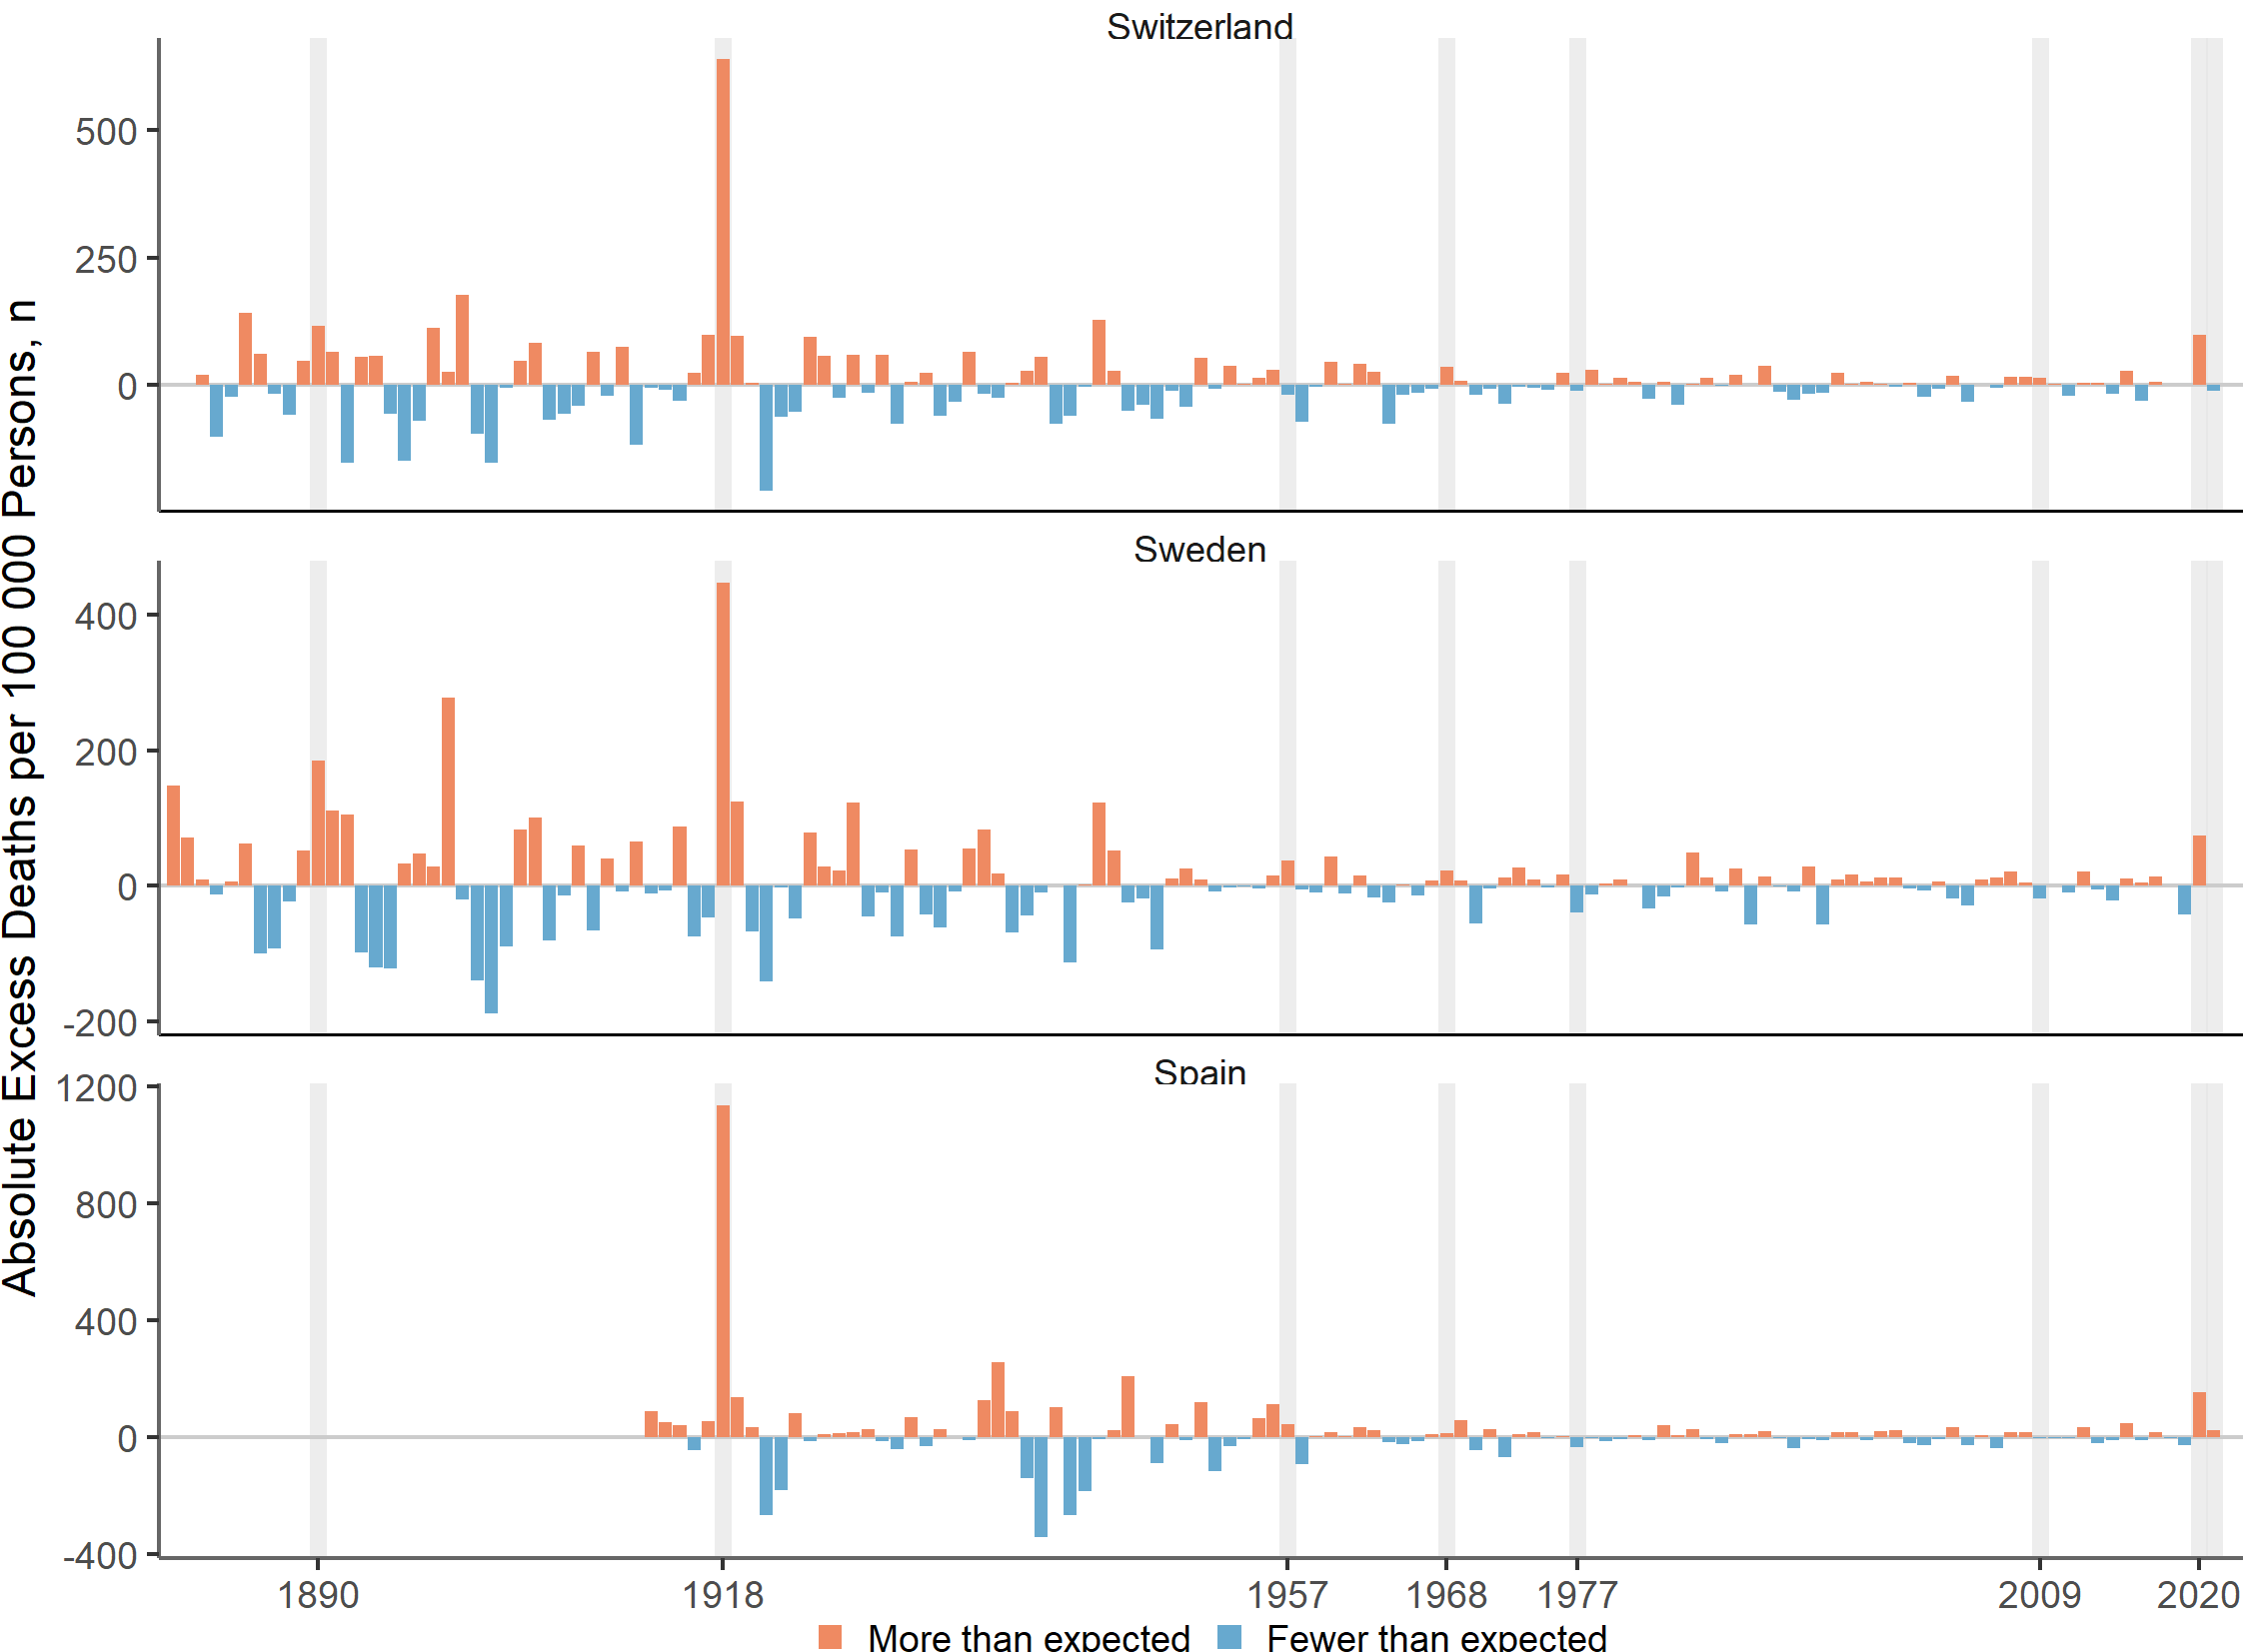 Switzerland
500
250
0
Sweden
400
200
0
-200
Spain
1200
800
400
0
-400
Absolute Excess Deaths per 100 000 Persons, n
1890 1918 1957 1968 1977 2009 2020
More than expected Fewer than expected